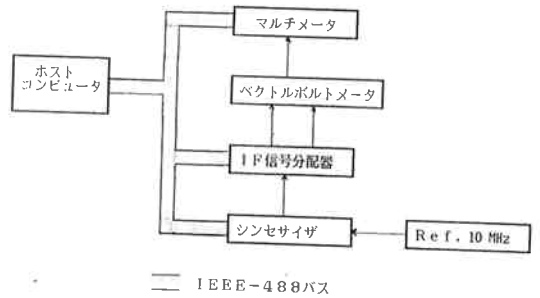 マルチメータ
ホスト
コンピュータ
ベクトルボルトメータ
IF信号分配器
シンセサイザ
Ref. 10 MHz
IEEE-488バス